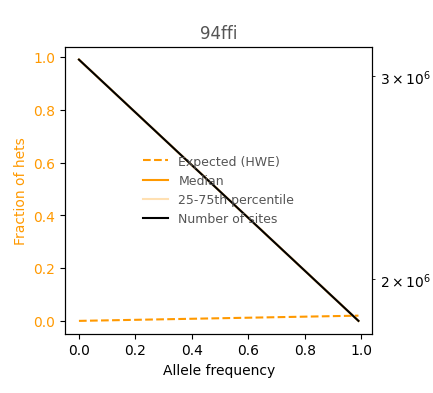 94ffi
Fraction of hets
1.0
0.8
0.6
0.4
0.2
0.0
Expected (HWE)
Median
25-75th percentile
Number of sites
3 × 10⁶
2 × 10⁶
0.0 0.2 0.4 0.6 0.8 1.0
Allele frequency